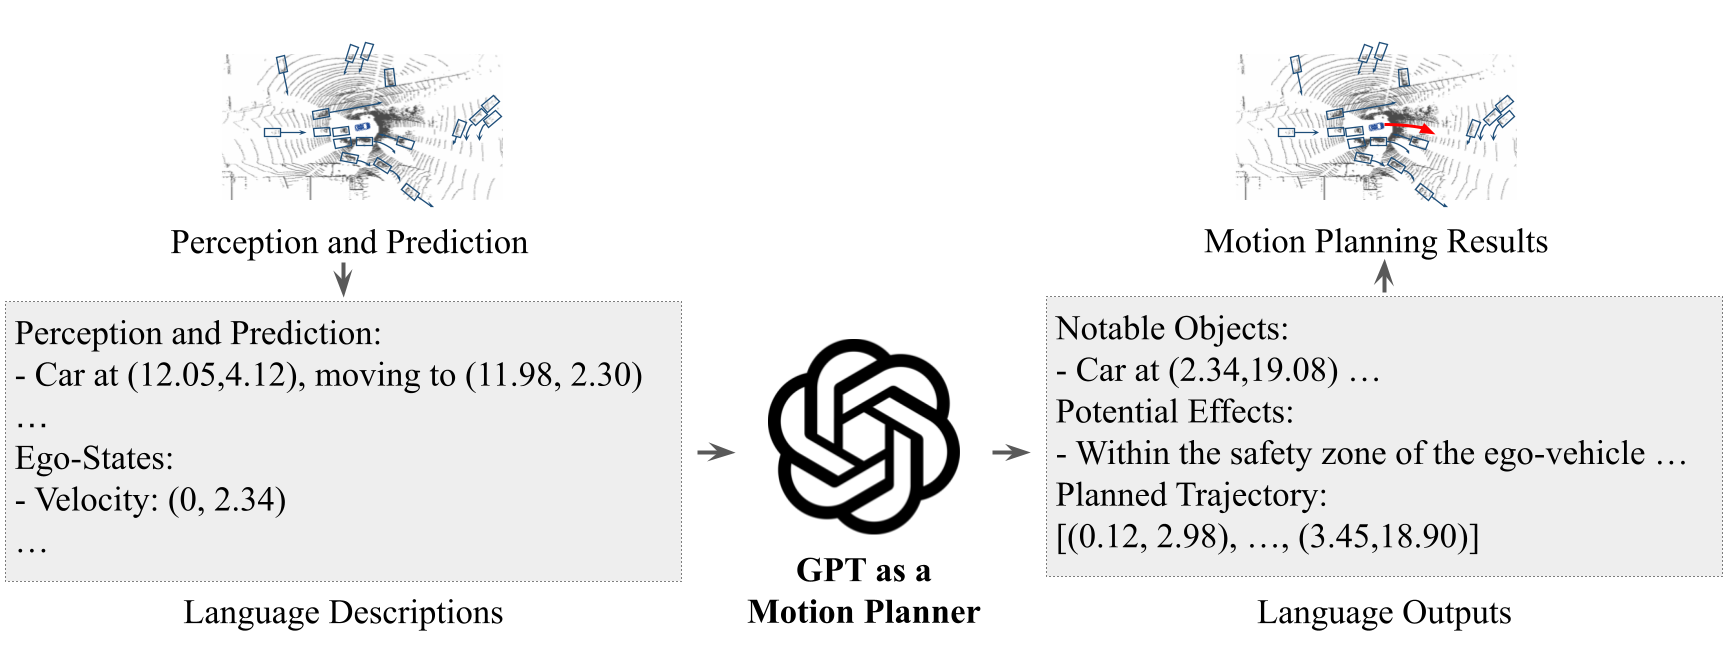 Perception and Prediction
Perception and Prediction:
- Car at (12.05,4.12), moving to (11.98, 2.30)
…
Ego-States:
- Velocity: (0, 2.34)
…
Language Descriptions
GPT as a
Motion Planner
Motion Planning Results
Notable Objects:
- Car at (2.34,19.08) …
Potential Effects:
- Within the safety zone of the ego-vehicle …
Planned Trajectory:
[(0.12, 2.98), …, (3.45,18.90)]
Language Outputs